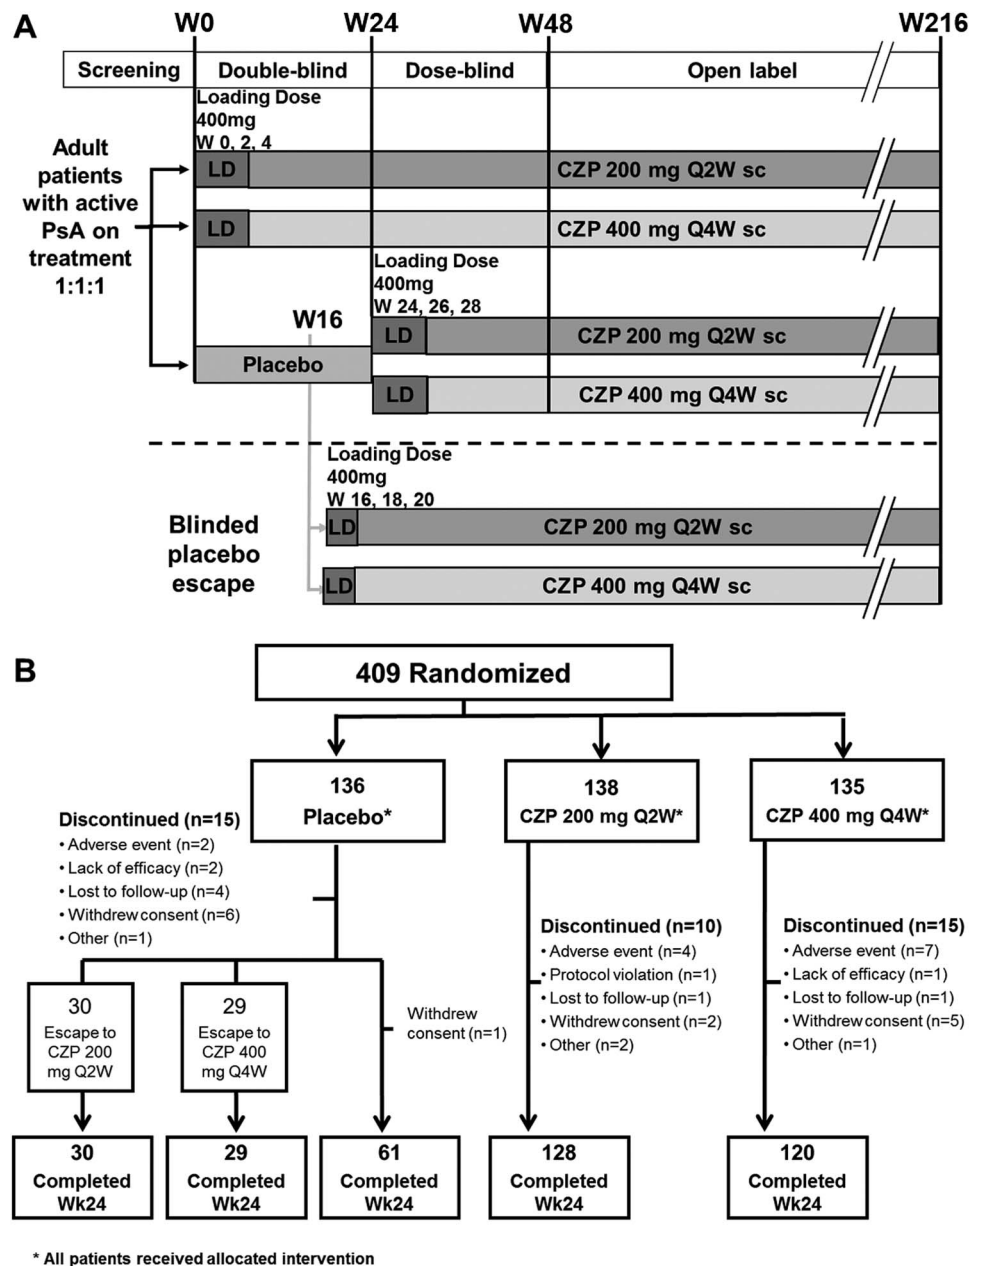 A
W0 W24 W48 W216
Screening Double-blind Dose-blind Open label
Loading Dose
400mg
W 0, 2, 4
Adult
patients
with active
PsA on
treatment
1:1:1
LD CZP 200 mg Q2W sc
LD CZP 400 mg Q4W sc
Loading Dose
400mg
W 24, 26, 28
W16
LD CZP 200 mg Q2W sc
Placebo
LD CZP 400 mg Q4W sc
Loading Dose
400mg
W 16, 18, 20
Blinded
placebo
escape
LD CZP 200 mg Q2W sc
LD CZP 400 mg Q4W sc
B
409 Randomized
136
Placebo*
138
CZP 200 mg Q2W*
135
CZP 400 mg Q4W*
Discontinued (n=15)
• Adverse event (n=2)
• Lack of efficacy (n=2)
• Lost to follow-up (n=4)
• Withdrew consent (n=6)
• Other (n=1)
Discontinued (n=10)
• Adverse event (n=4)
• Protocol violation (n=1)
• Lost to follow-up (n=1)
• Withdrew consent (n=2)
• Other (n=2)
Discontinued (n=15)
• Adverse event (n=7)
• Lack of efficacy (n=1)
• Lost to follow-up (n=1)
• Withdrew consent (n=5)
• Other (n=1)
30
Escape to
CZP 200
mg Q2W
29
Escape to
CZP 400
mg Q4W
Withdrew
consent (n=1)
30
Completed
Wk24
29
Completed
Wk24
61
Completed
Wk24
128
Completed
Wk24
120
Completed
Wk24
* All patients received allocated intervention